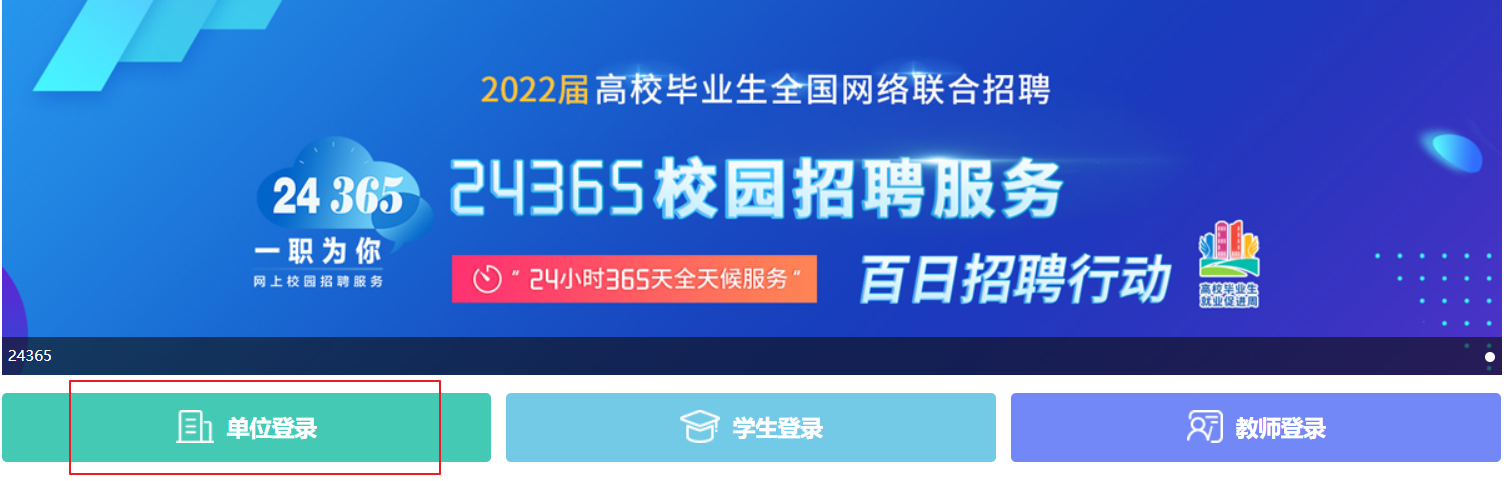 2022届高校毕业生全国网络联合招聘
24 365
24365校园招聘服务
一职为你
网上校园招聘服务
“ 24小时365天全天候服务 “
百日招聘行动
高校毕业生
就业促进周
24365
单位登录
学生登录
教师登录